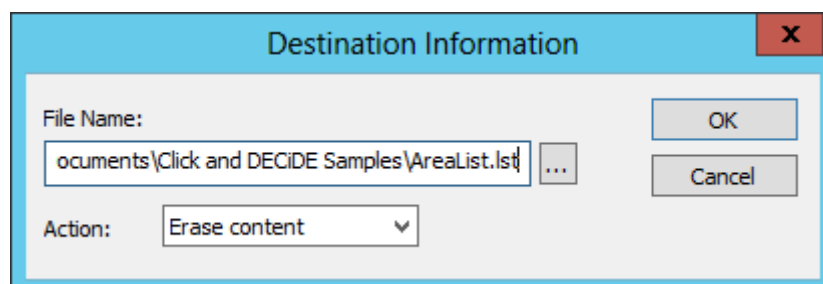 Destination Information
x
File Name:
OK
ocuments\Click and DECiDE Samples\AreaList.lst
...
Cancel
Action:
Erase content